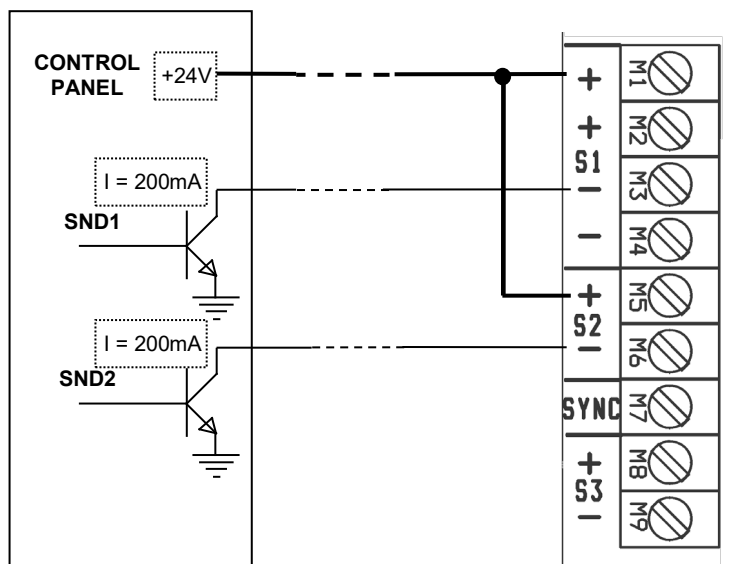 CONTROL
PANEL
+24V
I = 200mA
SND1
I = 200mA
SND2
+
M1
+
M2
S1
−
M3
−
M4
+
M5
S2
−
M6
SYNC
M7
+
M8
S3
−
M9